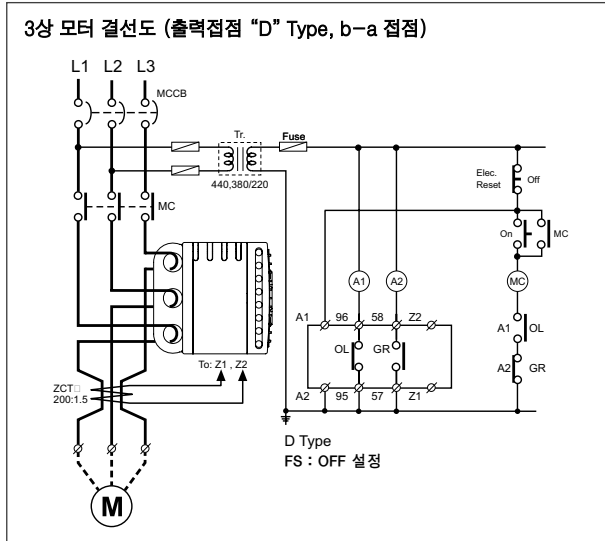 3상 모터 결선도 (출력접점 “D” Type, b-a 접점)
L1 L2 L3
MCCB
Tr.
Fuse
440,380/220
Elec.
Reset
Off
MC
On
MC
A1
A2
MC
A1 96 58 Z2
A1 OL
OL GR
A2 GR
To: Z1 , Z2
A2 95 57 Z1
ZCT□
200:1.5
D Type
FS : OFF 설정
M